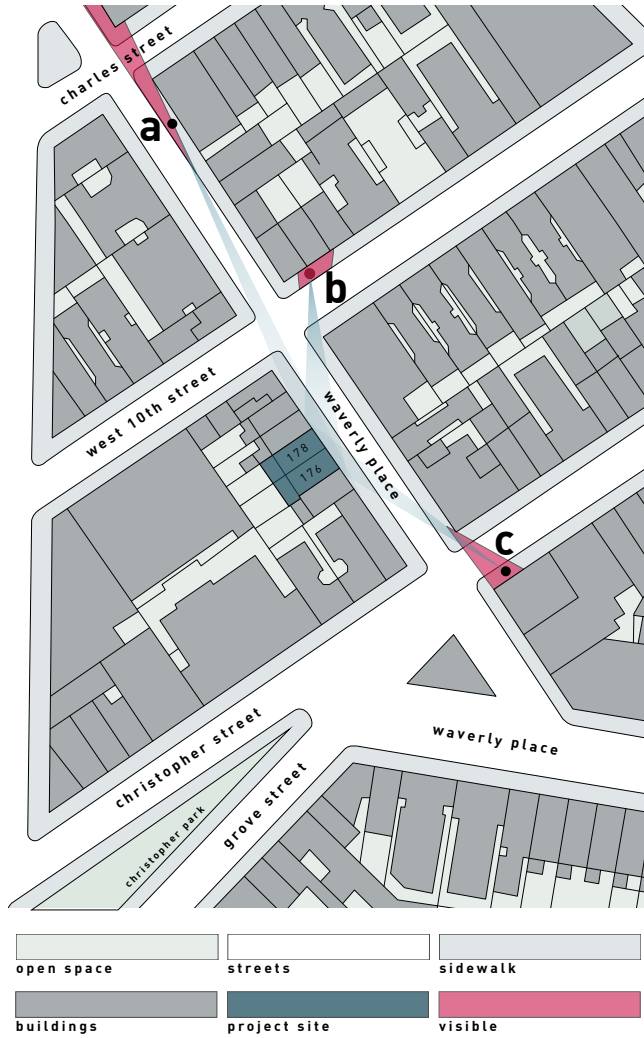 charles street
a
b
west 10th street
waverly place
178
176
c
christopher street
waverly place
grove street
christopher park
open space
streets
sidewalk
buildings
project site
visible